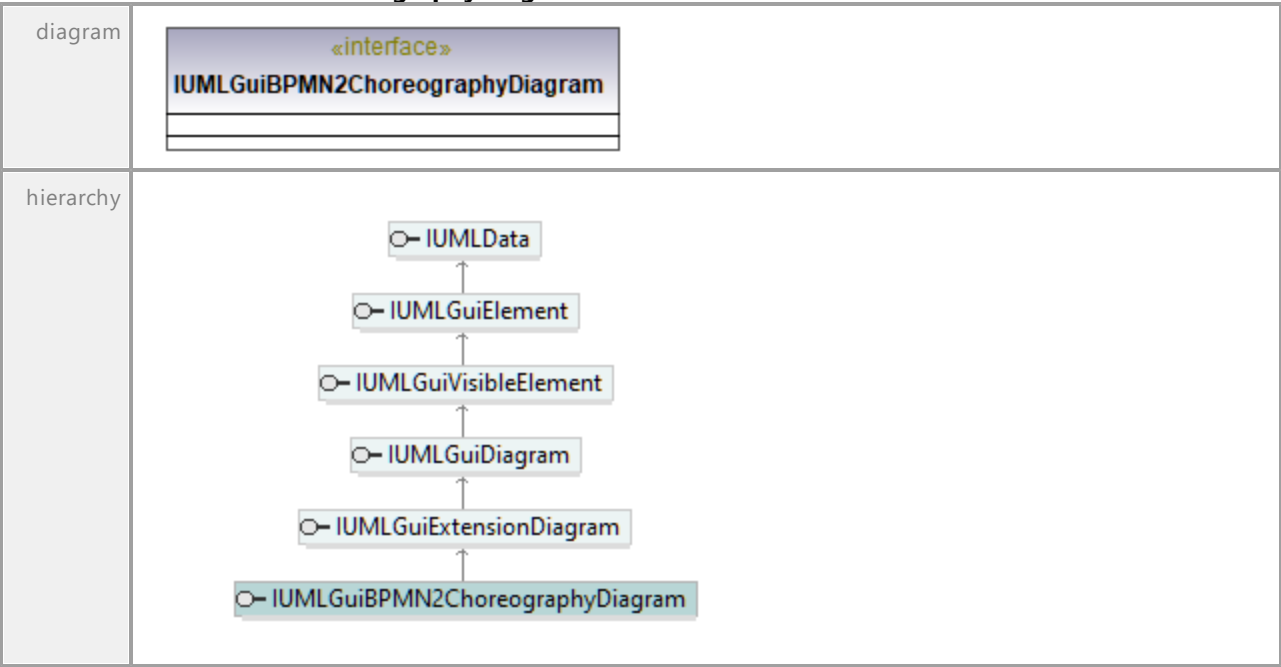 diagram
«interface»
IUMLGuiBPMN2ChoreographyDiagram
hierarchy
IUMLData
IUMLGuiElement
IUMLGuiVisibleElement
IUMLGuiDiagram
IUMLGuiExtensionDiagram
IUMLGuiBPMN2ChoreographyDiagram